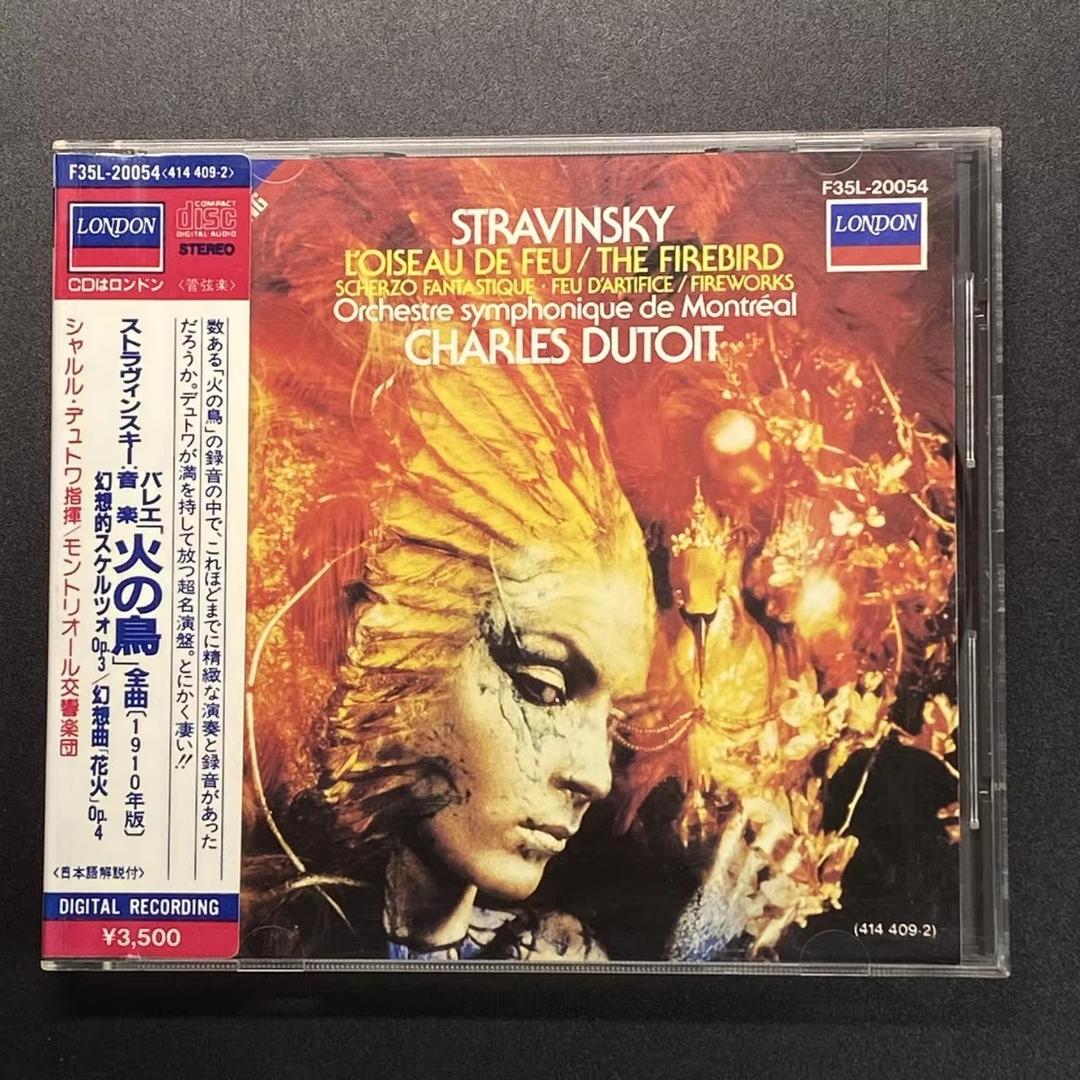 F35L-20054<414 409-2>
LONDON
COMPACT
disc
DIGITAL AUDIO
STEREO
CDはロンドン 〈管弦楽〉
数ある「火の鳥」の録音の中で、これほどまでに精緻な演奏と録音があった
だろうか。デュトワが満を持して放つ超名演盤。とにかく凄い!!
ストラヴィンスキー:バレエ音楽「火の鳥」全曲〔1910年版〕
幻想的スケルツォOp.3/幻想曲「花火」Op.4
シャルル・デュトワ指揮/モントリオール交響楽団
〈日本語解説付〉
DIGITAL RECORDING
¥3,500
F35L-20054
LONDON
STRAVINSKY
L'OISEAU DE FEU/THE FIREBIRD
SCHERZO FANTASTIQUE · FEU D'ARTIFICE/FIREWORKS
Orchestre symphonique de Montréal
CHARLES DUTOIT
(414 409-2)